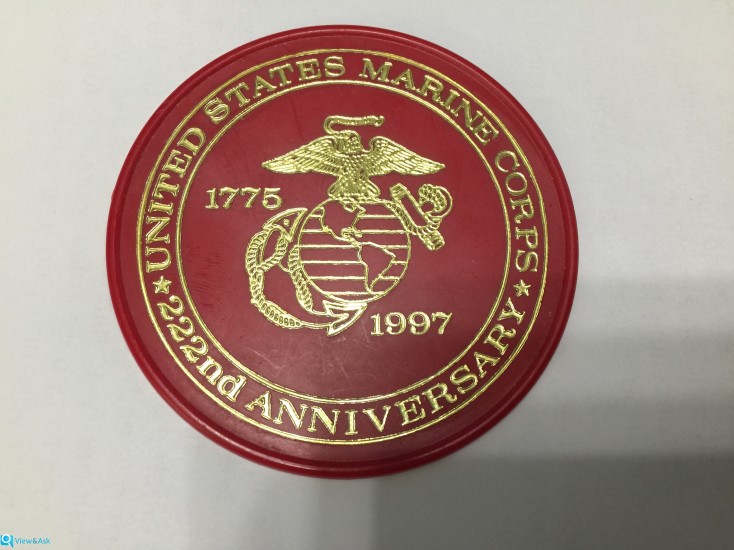 UNITED STATES MARINE CORPS
1775
1997
★ 222nd ANNIVERSARY ★
View&Ask